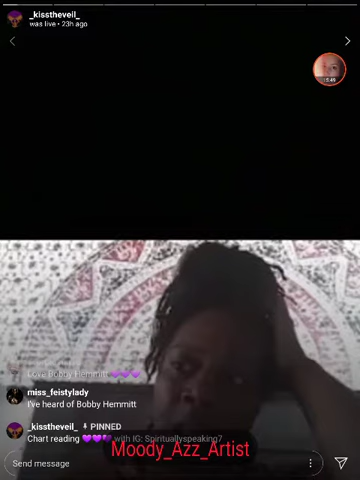 _kisstheveil_
was live • 23h ago
15:49
Love Bobby Hemmitt 💜💜💜
miss_feistylady
I've heard of Bobby Hemmitt
_kisstheveil_ PINNED
Chart reading 💜💜💜 with IG: Spirituallyspeaking7
Moody_Azz_Artist
Send message